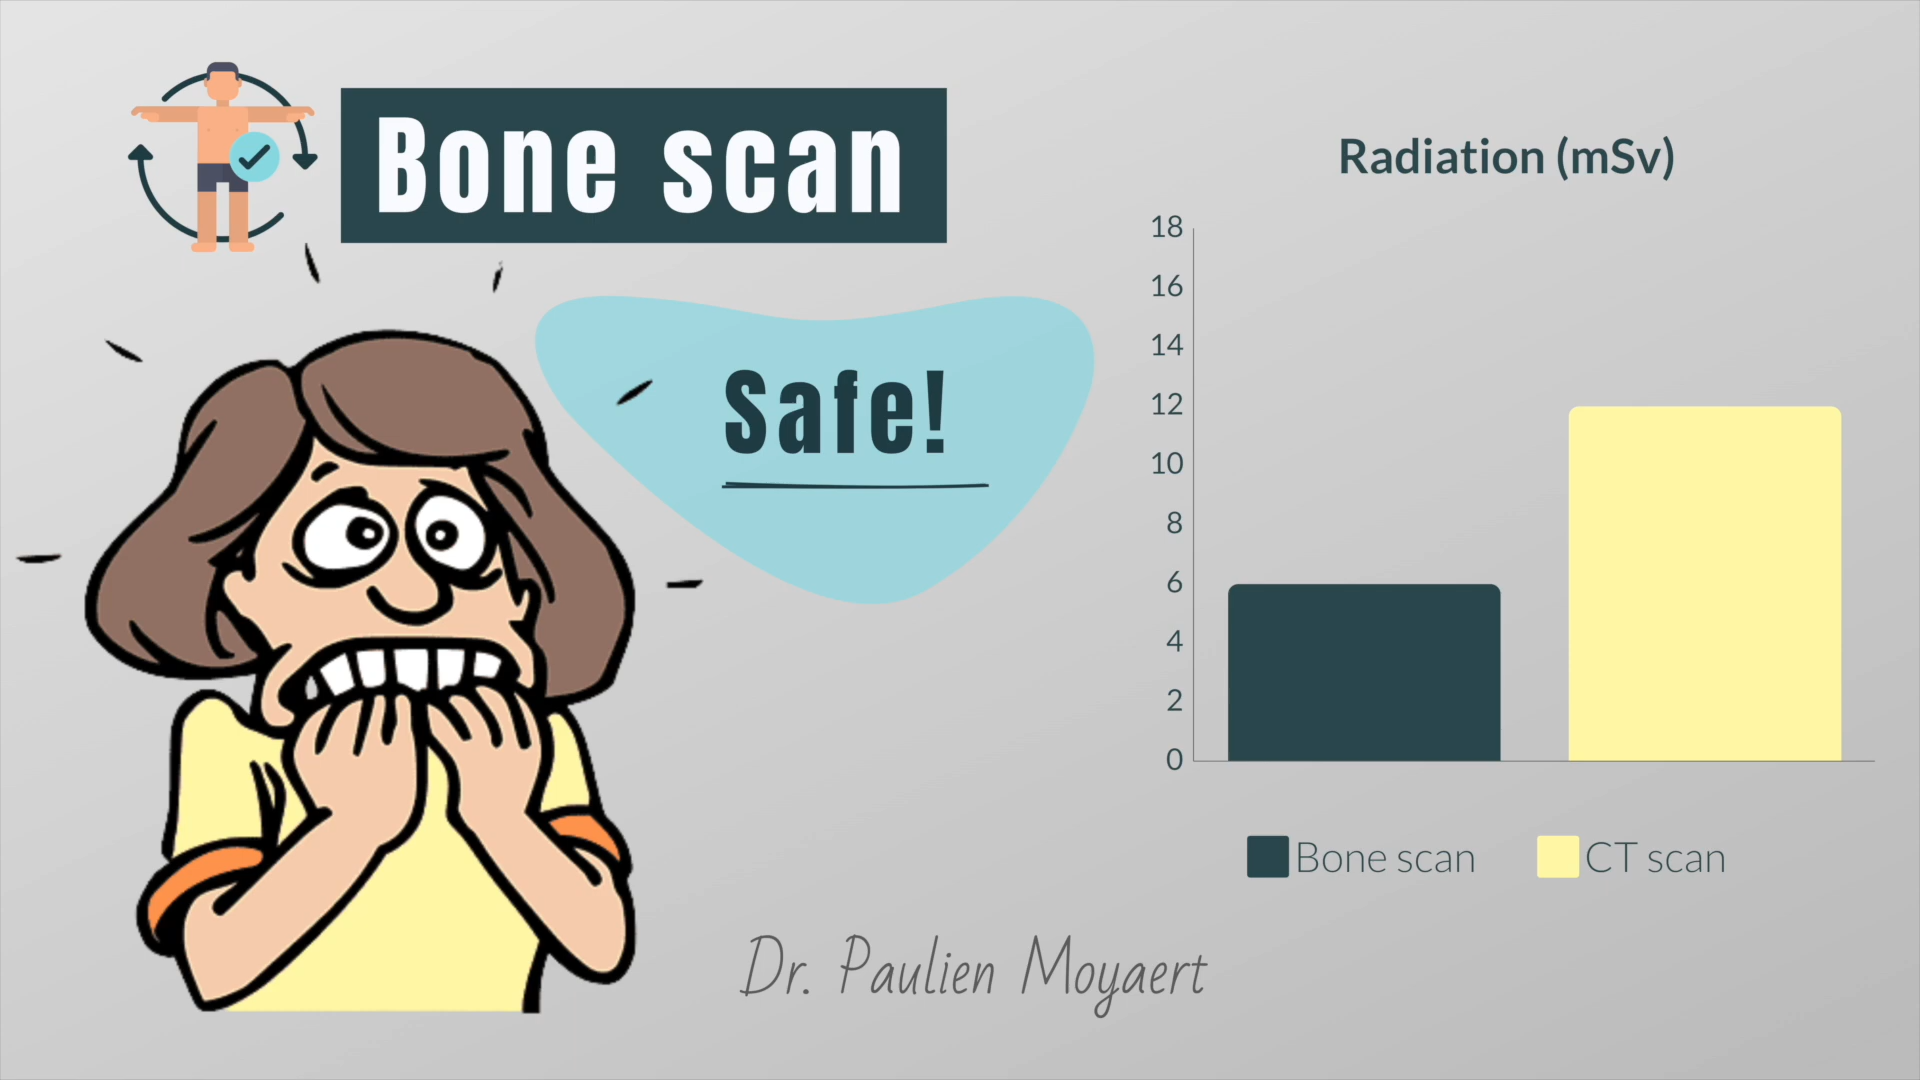 Bone scan
Safe!
Radiation (mSv)
18
16
14
12
10
8
6
4
2
0
Bone scan
CT scan
Dr. Paulien Moyaert